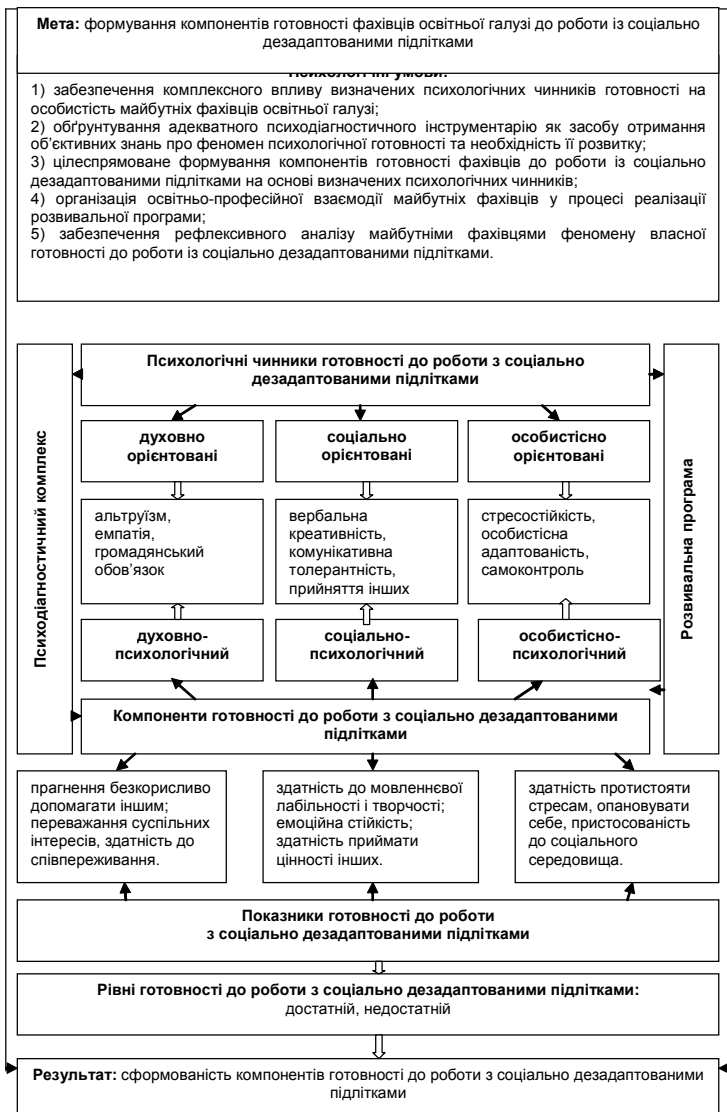 Мета: формування компонентів готовності фахівців освітньої галузі до роботи із соціально
дезадаптованими підлітками
Психологічні умови:
1) забезпечення комплексного впливу визначених психологічних чинників готовності на
особистість майбутніх фахівців освітньої галузі;
2) обґрунтування адекватного психодіагностичного інструментарію як засобу отримання
об’єктивних знань про феномен психологічної готовності та необхідність її розвитку;
3) цілеспрямоване формування компонентів готовності фахівців до роботи із соціально
дезадаптованими підлітками на основі визначених психологічних чинників;
4) організація освітньо-професійної взаємодії майбутніх фахівців у процесі реалізації
розвивальної програми;
5) забезпечення рефлексивного аналізу майбутніми фахівцями феномену власної
готовності до роботи із соціально дезадаптованими підлітками.
Психодіагностичний комплекс
Психологічні чинники готовності до роботи з соціально
дезадаптованими підлітками
Розвивальна програма
духовно
орієнтовані
соціально
орієнтовані
особистісно
орієнтовані
альтруїзм,
емпатія,
громадянський
обов’язок
вербальна
креативність,
комунікативна
толерантність,
прийняття інших
стресостійкість,
особистісна
адаптованість,
самоконтроль
духовно-
психологічний
соціально-
психологічний
особистісно-
психологічний
Компоненти готовності до роботи з соціально дезадаптованими
підлітками
прагнення безкорисливо
допомагати іншим;
переважання суспільних
інтересів, здатність до
співпереживання.
здатність до мовленнєвої
лабільності і творчості;
емоційна стійкість;
здатність приймати
цінності інших.
здатність протистояти
стресам, опановувати
себе, пристосованість
до соціального
середовища.
Показники готовності до роботи
з соціально дезадаптованими підлітками
Рівні готовності до роботи з соціально дезадаптованими підлітками:
достатній, недостатній
Результат: сформованість компонентів готовності до роботи з соціально дезадаптованими
підлітками